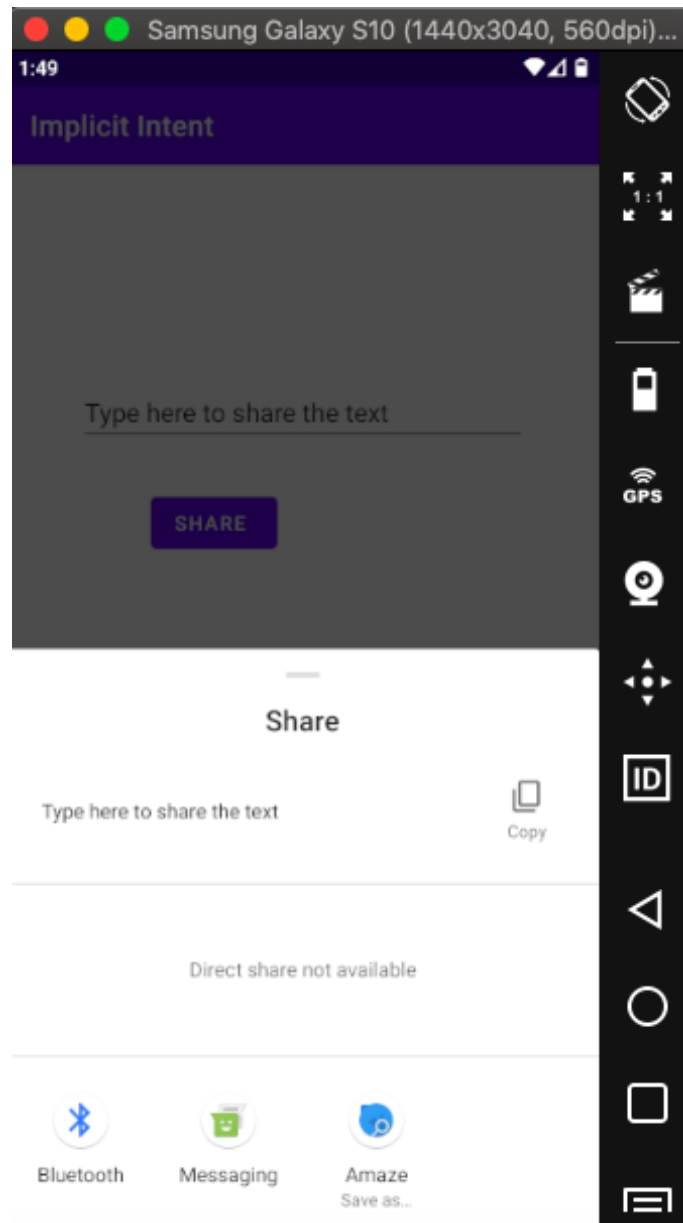 Samsung Galaxy S10 (1440x3040, 560dpi)...
1:49
Implicit Intent
1:1
Type here to share the text
GPS
SHARE
Share
ID
Type here to share the text
Copy
Direct share not available
Bluetooth
Messaging
Amaze
Save as...